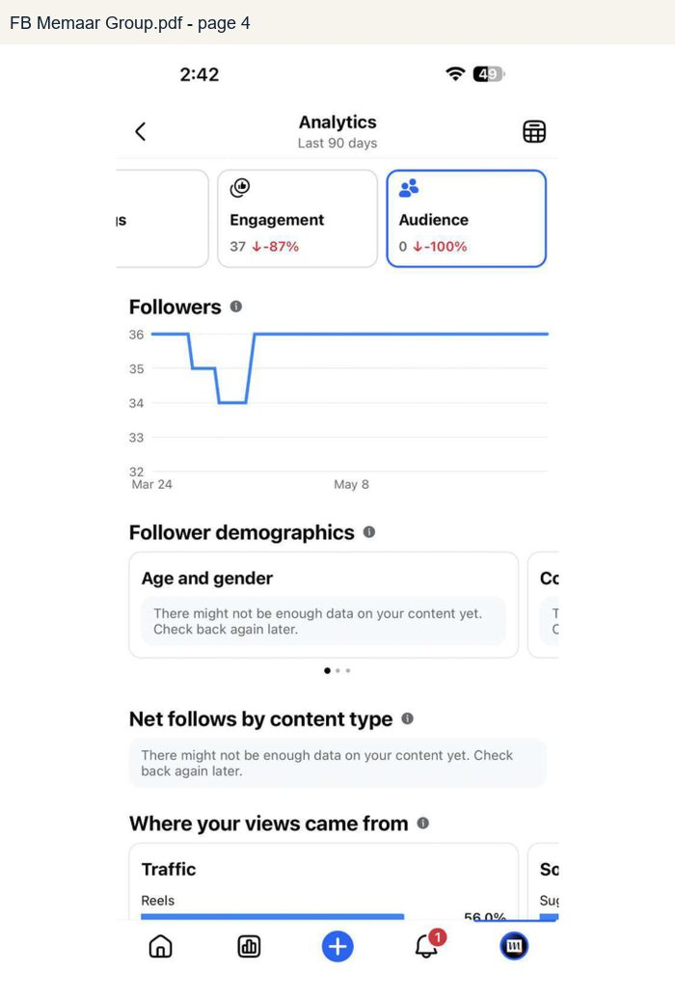 FB Memaar Group.pdf - page 4
2:42
49
Analytics
Last 90 days
gs
Engagement
37 ↓-87%
Audience
0 ↓-100%
Followers
36
35
34
33
32
Mar 24
May 8
Follower demographics
Age and gender
There might not be enough data on your content yet.
Check back again later.
Co
T
C
Net follows by content type
There might not be enough data on your content yet. Check
back again later.
Where your views came from
Traffic
Reels
56.0%
So
Sug
1